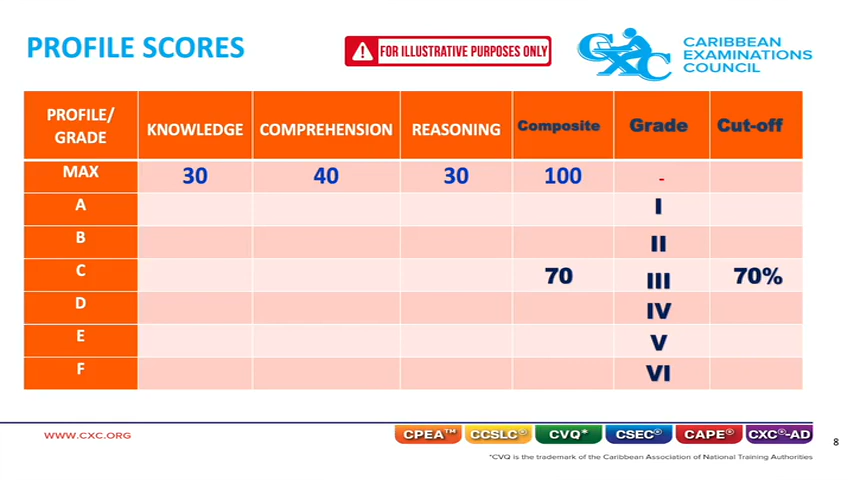 PROFILE SCORES
FOR ILLUSTRATIVE PURPOSES ONLY
CXC
CARIBBEAN
EXAMINATIONS
COUNCIL
PROFILE/
GRADE
KNOWLEDGE COMPREHENSION REASONING Composite Grade Cut-off
MAX 30 40 30 100 -
A I
B II
C 70 III 70%
D IV
E V
F VI
WWW.CXC.ORG
CPEA™ CCSLC® CVQ* CSEC® CAPE® CXC®-AD
8
*CVQ is the trademark of the Caribbean Association of National Training Authorities